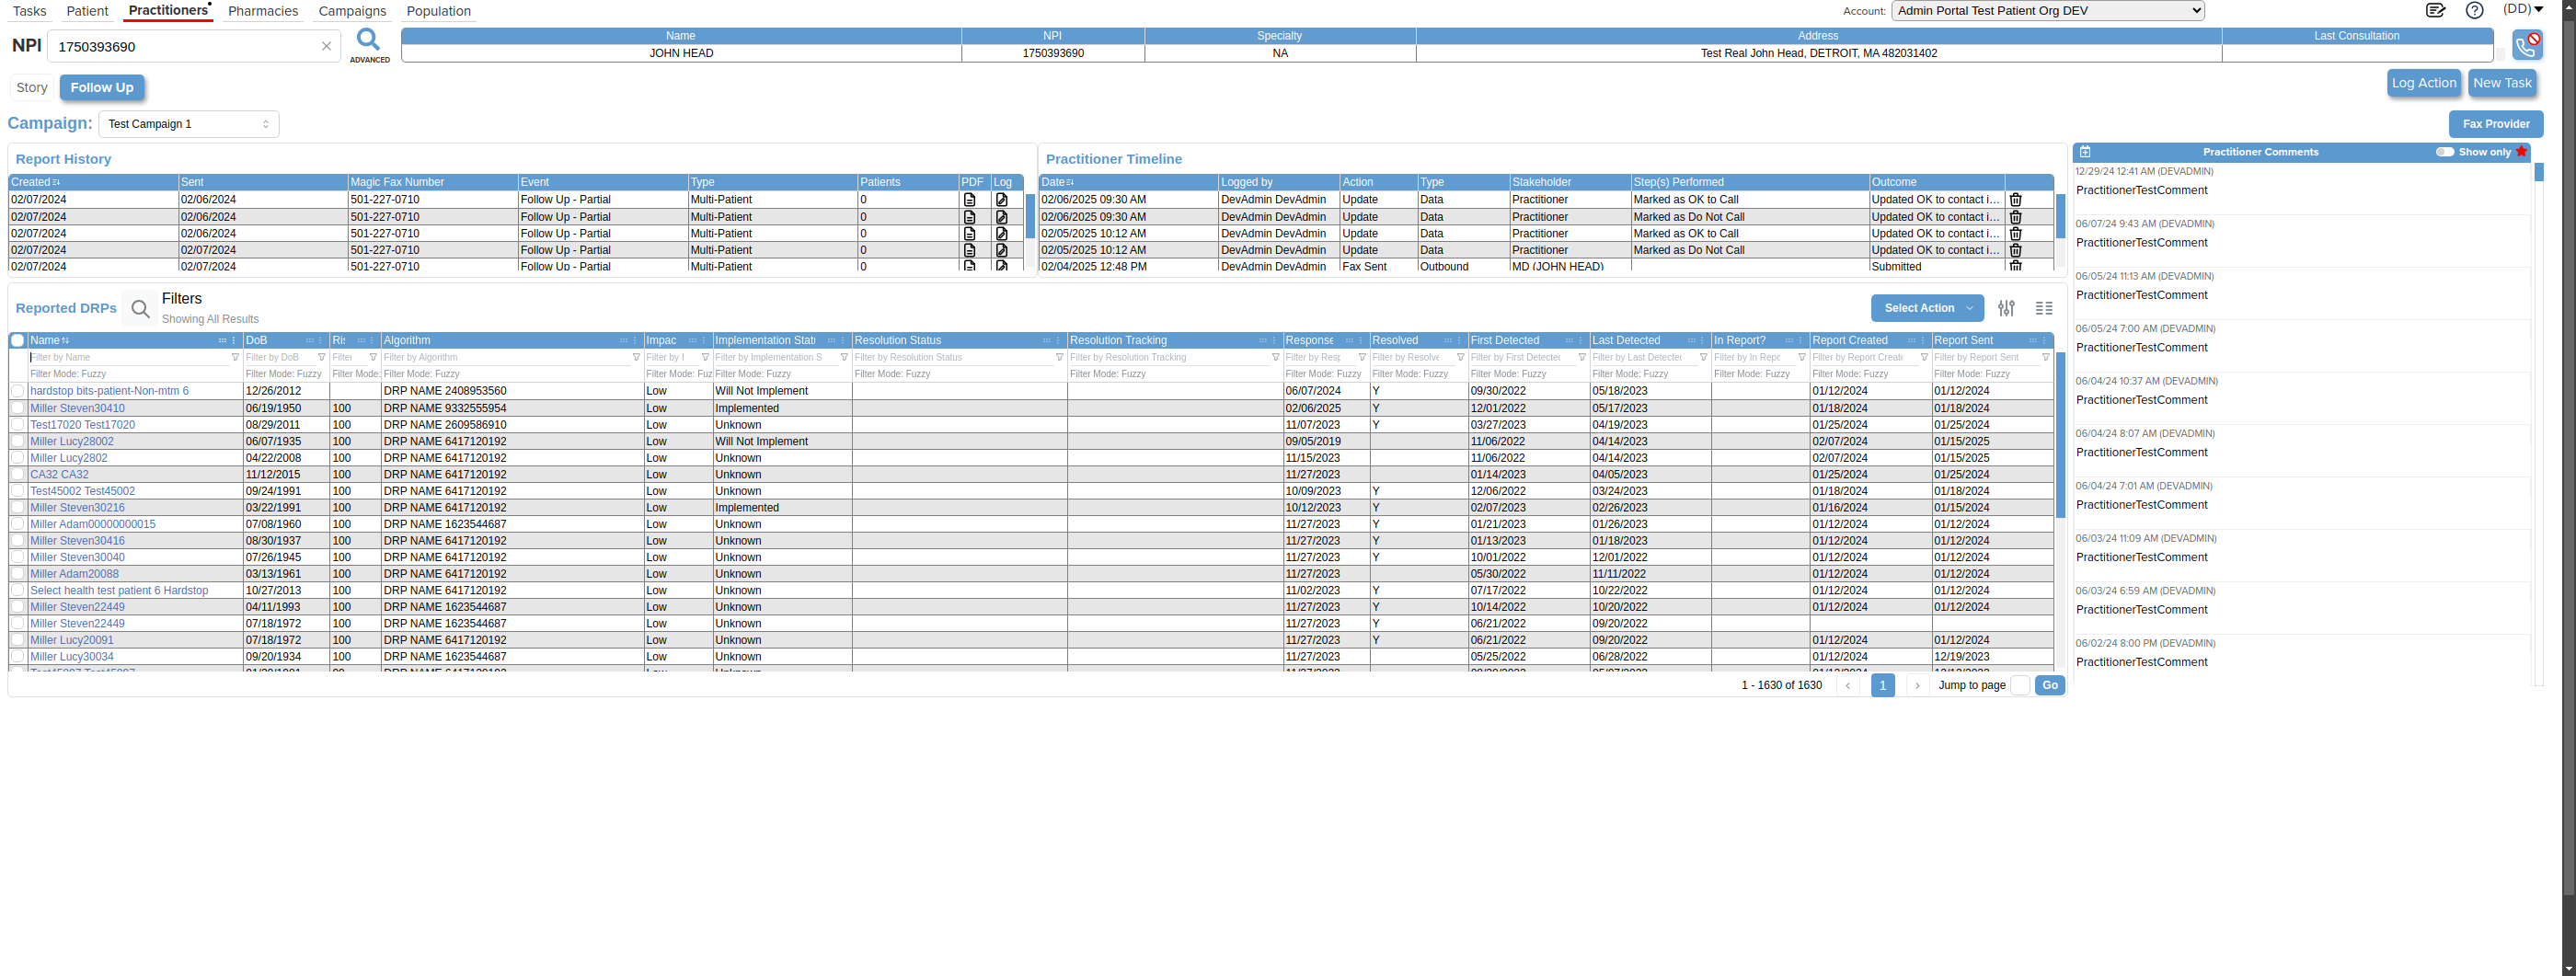 Tasks Patient Practitioners Pharmacies Campaigns Population Account: Admin Portal Test Patient Org DEV (DD)
NPI 1750393690 ADVANCED
Name NPI Specialty Address Last Consultation
JOHN HEAD 1750393690 NA Test Real John Head, DETROIT, MA 482031402
Story Follow Up Log Action New Task
Campaign: Test Campaign 1 Fax Provider
Report History
Created Sent Magic Fax Number Event Type Patients PDF Log
02/07/2024 02/06/2024 501-227-0710 Follow Up - Partial Multi-Patient 0
02/07/2024 02/06/2024 501-227-0710 Follow Up - Partial Multi-Patient 0
02/07/2024 02/06/2024 501-227-0710 Follow Up - Partial Multi-Patient 0
02/07/2024 02/07/2024 501-227-0710 Follow Up - Partial Multi-Patient 0
02/07/2024 02/07/2024 501-227-0710 Follow Up - Partial Multi-Patient 0
Practitioner Timeline
Date Logged by Action Type Stakeholder Step(s) Performed Outcome
02/06/2025 09:30 AM DevAdmin DevAdmin Update Data Practitioner Marked as OK to Call Updated OK to contact i...
02/06/2025 09:30 AM DevAdmin DevAdmin Update Data Practitioner Marked as Do Not Call Updated OK to contact i...
02/05/2025 10:12 AM DevAdmin DevAdmin Update Data Practitioner Marked as OK to Call Updated OK to contact i...
02/05/2025 10:12 AM DevAdmin DevAdmin Update Data Practitioner Marked as Do Not Call Updated OK to contact i...
02/04/2025 12:48 PM DevAdmin DevAdmin Fax Sent Outbound MD (JOHN HEAD) Submitted
Practitioner Comments Show only
12/29/24 12:41 AM (DEVADMIN)
PractitionerTestComment
06/07/24 9:43 AM (DEVADMIN)
PractitionerTestComment
06/05/24 11:13 AM (DEVADMIN)
PractitionerTestComment
06/05/24 7:00 AM (DEVADMIN)
PractitionerTestComment
06/04/24 10:37 AM (DEVADMIN)
PractitionerTestComment
06/04/24 8:07 AM (DEVADMIN)
PractitionerTestComment
06/04/24 7:01 AM (DEVADMIN)
PractitionerTestComment
06/03/24 11:09 AM (DEVADMIN)
PractitionerTestComment
06/03/24 6:59 AM (DEVADMIN)
PractitionerTestComment
06/02/24 8:00 PM (DEVADMIN)
PractitionerTestComment
Reported DRPs Filters Select Action
Showing All Results
Name DoB Ris Algorithm Impac Implementation Statu Resolution Status Resolution Tracking Response Resolved First Detected Last Detected In Report? Report Created Report Sent
Filter by Name Filter by DoB Filter Filter by Algorithm Filter by I Filter by Implementation S Filter by Resolution Status Filter by Resolution Tracking Filter by Resp Filter by Resolve Filter by First Detected Filter by Last Detected Filter by In Repo Filter by Report Create Filter by Report Sent
Filter Mode: Fuzzy Filter Mode: Fuzzy Filter Mode: Filter Mode: Fuzzy Filter Mode: Fuz Filter Mode: Fuzzy Filter Mode: Fuzzy Filter Mode: Fuzzy Filter Mode: Fuzzy Filter Mode: Fuzzy Filter Mode: Fuzzy Filter Mode: Fuzzy Filter Mode: Fuzzy Filter Mode: Fuzzy Filter Mode: Fuzzy
hardstop bits-patient-Non-mtm 6 12/26/2012 DRP NAME 2408953560 Low Will Not Implement 06/07/2024 Y 09/30/2022 05/18/2023 01/12/2024 01/12/2024
Miller Steven30410 06/19/1950 100 DRP NAME 9332555954 Low Implemented 02/06/2025 Y 12/01/2022 05/17/2023 01/18/2024 01/18/2024
Test17020 Test17020 08/29/2011 100 DRP NAME 2609586910 Low Unknown 11/07/2023 Y 03/27/2023 04/19/2023 01/25/2024 01/25/2024
Miller Lucy28002 06/07/1935 100 DRP NAME 6417120192 Low Will Not Implement 09/05/2019 11/06/2022 04/14/2023 02/07/2024 01/15/2025
Miller Lucy2802 04/22/2008 100 DRP NAME 6417120192 Low Unknown 11/15/2023 11/06/2022 04/14/2023 02/07/2024 01/15/2025
CA32 CA32 11/12/2015 100 DRP NAME 6417120192 Low Unknown 11/27/2023 01/14/2023 04/05/2023 01/25/2024 01/25/2024
Test45002 Test45002 09/24/1991 100 DRP NAME 6417120192 Low Unknown 10/09/2023 Y 12/06/2022 03/24/2023 01/18/2024 01/18/2024
Miller Steven30216 03/22/1991 100 DRP NAME 6417120192 Low Implemented 10/12/2023 Y 02/07/2023 02/26/2023 01/16/2024 01/15/2024
Miller Adam00000000015 07/08/1960 100 DRP NAME 1623544687 Low Unknown 11/27/2023 Y 01/21/2023 01/26/2023 01/12/2024 01/12/2024
Miller Steven30416 08/30/1937 100 DRP NAME 6417120192 Low Unknown 11/27/2023 Y 01/13/2023 01/18/2023 01/12/2024 01/12/2024
Miller Steven30040 07/26/1945 100 DRP NAME 6417120192 Low Unknown 11/27/2023 Y 10/01/2022 12/01/2022 01/12/2024 01/12/2024
Miller Adam20088 03/13/1961 100 DRP NAME 6417120192 Low Unknown 11/27/2023 05/30/2022 11/11/2022 01/12/2024 01/12/2024
Select health test patient 6 Hardstop 10/27/2013 100 DRP NAME 6417120192 Low Unknown 11/02/2023 Y 07/17/2022 10/22/2022 01/12/2024 01/12/2024
Miller Steven22449 04/11/1993 100 DRP NAME 1623544687 Low Unknown 11/27/2023 Y 10/14/2022 10/20/2022 01/12/2024 01/12/2024
Miller Steven22449 07/18/1972 100 DRP NAME 1623544687 Low Unknown 11/27/2023 Y 06/21/2022 09/20/2022
Miller Lucy20091 07/18/1972 100 DRP NAME 6417120192 Low Unknown 11/27/2023 Y 06/21/2022 09/20/2022 01/12/2024 01/12/2024
Miller Lucy30034 09/20/1934 100 DRP NAME 1623544687 Low Unknown 11/27/2023 05/25/2022 06/28/2022 01/12/2024 12/19/2023
1 - 1630 of 1630 1 Jump to page Go